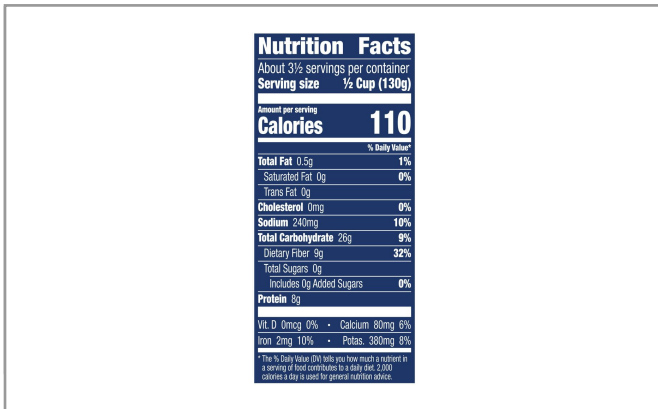 Nutrition Facts
About 3½ servings per container
Serving size ½ Cup (130g)
Amount per serving
Calories 110
% Daily Value*
Total Fat 0.5g 1%
Saturated Fat 0g 0%
Trans Fat 0g
Cholesterol 0mg 0%
Sodium 240mg 10%
Total Carbohydrate 26g 9%
Dietary Fiber 9g 32%
Total Sugars 0g
Includes 0g Added Sugars 0%
Protein 8g
Vit. D 0mcg 0% • Calcium 80mg 6%
Iron 2mg 10% • Potas. 380mg 8%
* The % Daily Value (DV) tells you how much a nutrient in
a serving of food contributes to a daily diet. 2,000
calories a day is used for general nutrition advice.